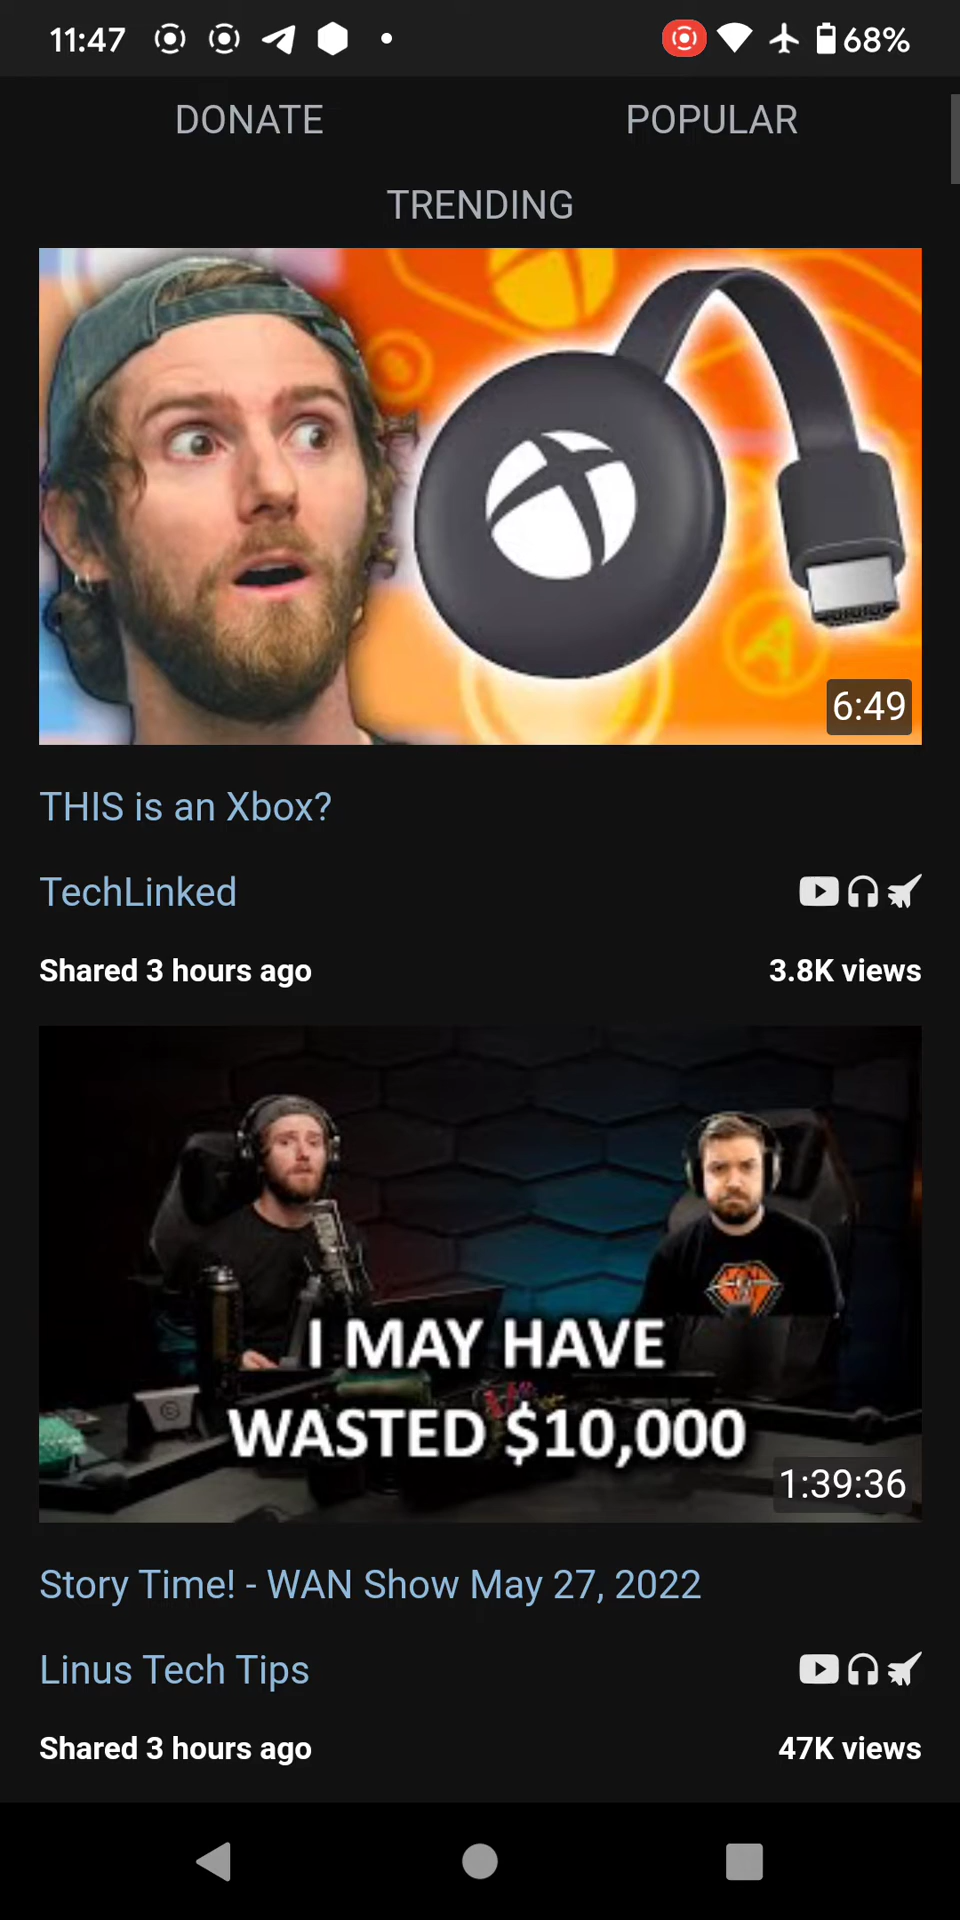 11:47
68%
DONATE
POPULAR
TRENDING
A
6:49
THIS is an Xbox?
TechLinked
Shared 3 hours ago
3.8K views
I MAY HAVE
WASTED $10,000
1:39:36
Story Time! - WAN Show May 27, 2022
Linus Tech Tips
Shared 3 hours ago
47K views